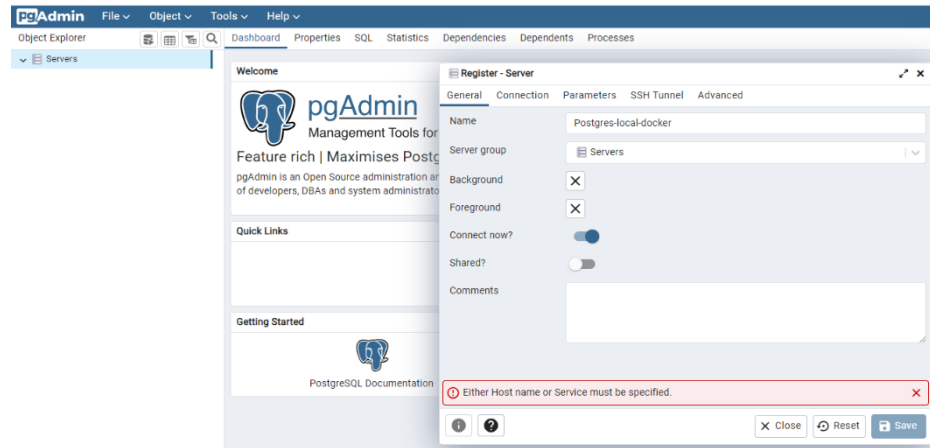 pgAdmin File Object Tools Help
Object Explorer Dashboard Properties SQL Statistics Dependencies Dependents Processes
Servers
Welcome
pgAdmin
Management Tools for
Feature rich | Maximises Postg
pgAdmin is an Open Source administration an
of developers, DBAs and system administrato
Quick Links
Getting Started
PostgreSQL Documentation
Register - Server
General Connection Parameters SSH Tunnel Advanced
Name Postgres-local-docker
Server group Servers
Background
Foreground
Connect now?
Shared?
Comments
Either Host name or Service must be specified.
Close Reset Save